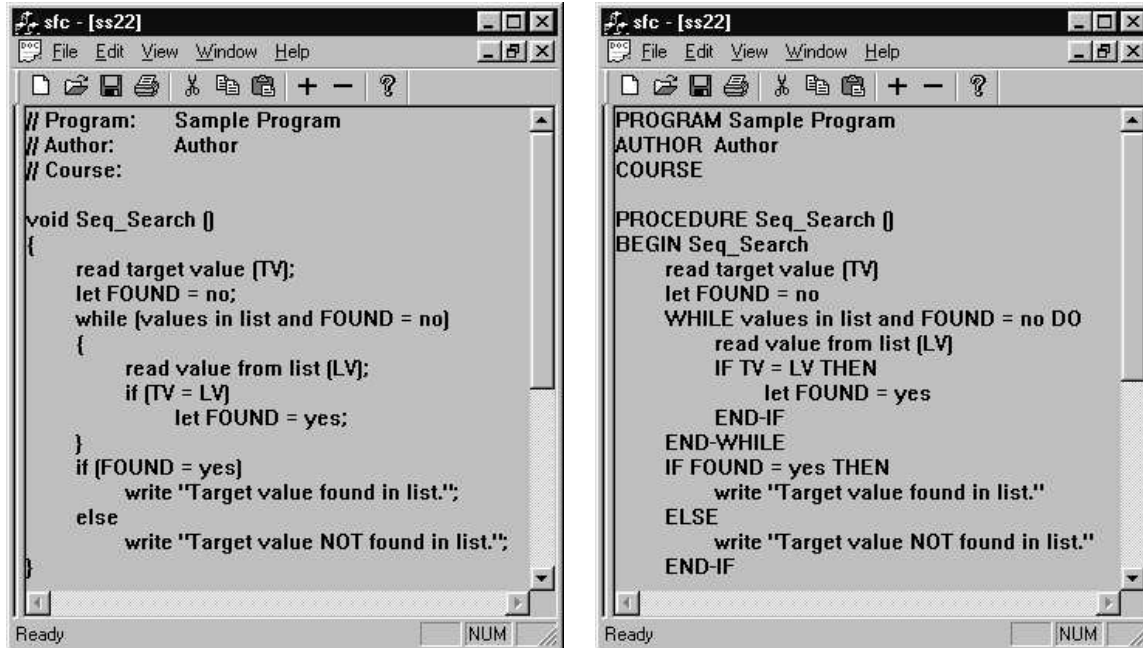 sfc - [ss22]
File Edit View Window Help
// Program: Sample Program
// Author: Author
// Course:
void Seq_Search ()
{
read target value (TV);
let FOUND = no;
while (values in list and FOUND = no)
{
read value from list (LV);
if (TV = LV)
let FOUND = yes;
}
if (FOUND = yes)
write "Target value found in list.";
else
write "Target value NOT found in list.";
}
Ready NUM
sfc - [ss22]
File Edit View Window Help
PROGRAM Sample Program
AUTHOR Author
COURSE
PROCEDURE Seq_Search ()
BEGIN Seq_Search
read target value (TV)
let FOUND = no
WHILE values in list and FOUND = no DO
read value from list (LV)
IF TV = LV THEN
let FOUND = yes
END-IF
END-WHILE
IF FOUND = yes THEN
write "Target value found in list."
ELSE
write "Target value NOT found in list."
END-IF
Ready NUM